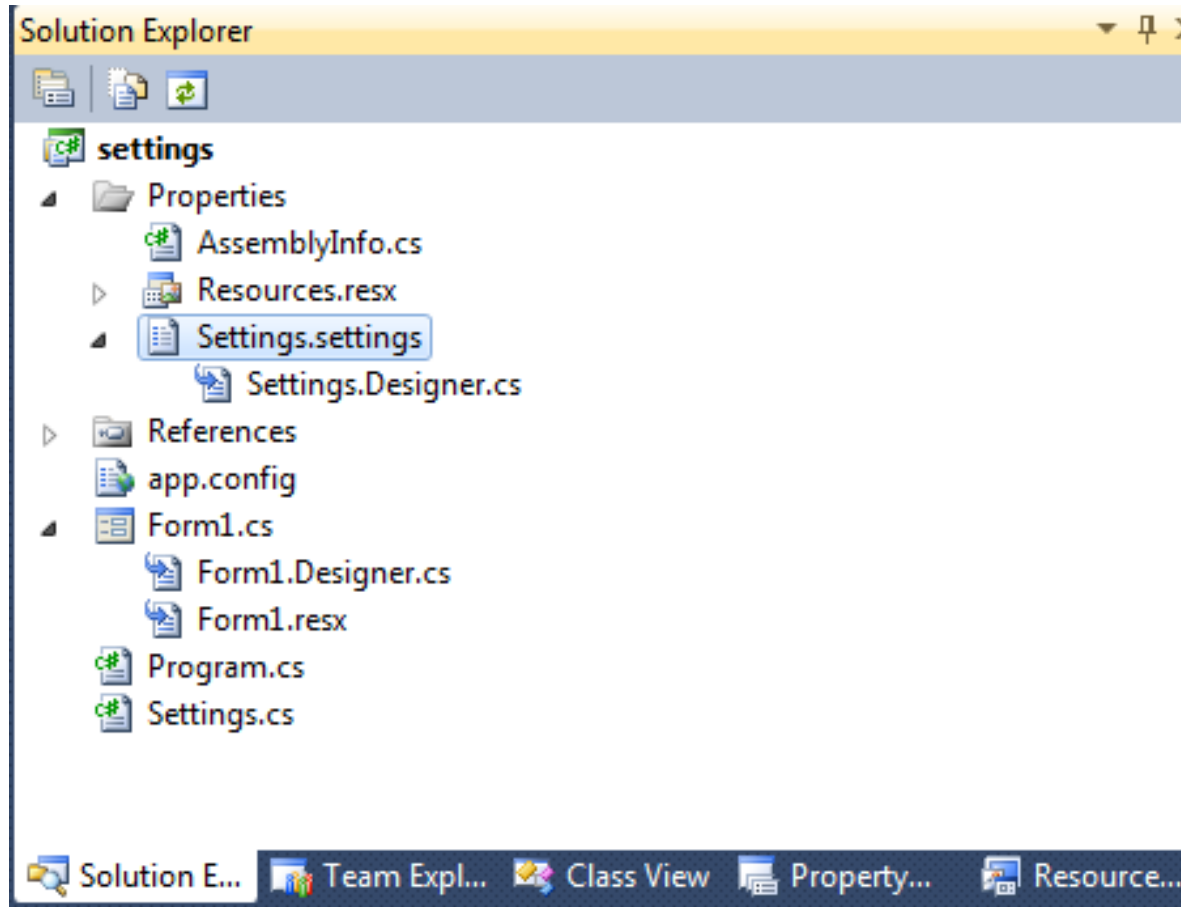 Solution Explorer
settings
Properties
AssemblyInfo.cs
Resources.resx
Settings.settings
Settings.Designer.cs
References
app.config
Form1.cs
Form1.Designer.cs
Form1.resx
Program.cs
Settings.cs
Solution E... Team Expl... Class View Property... Resource...